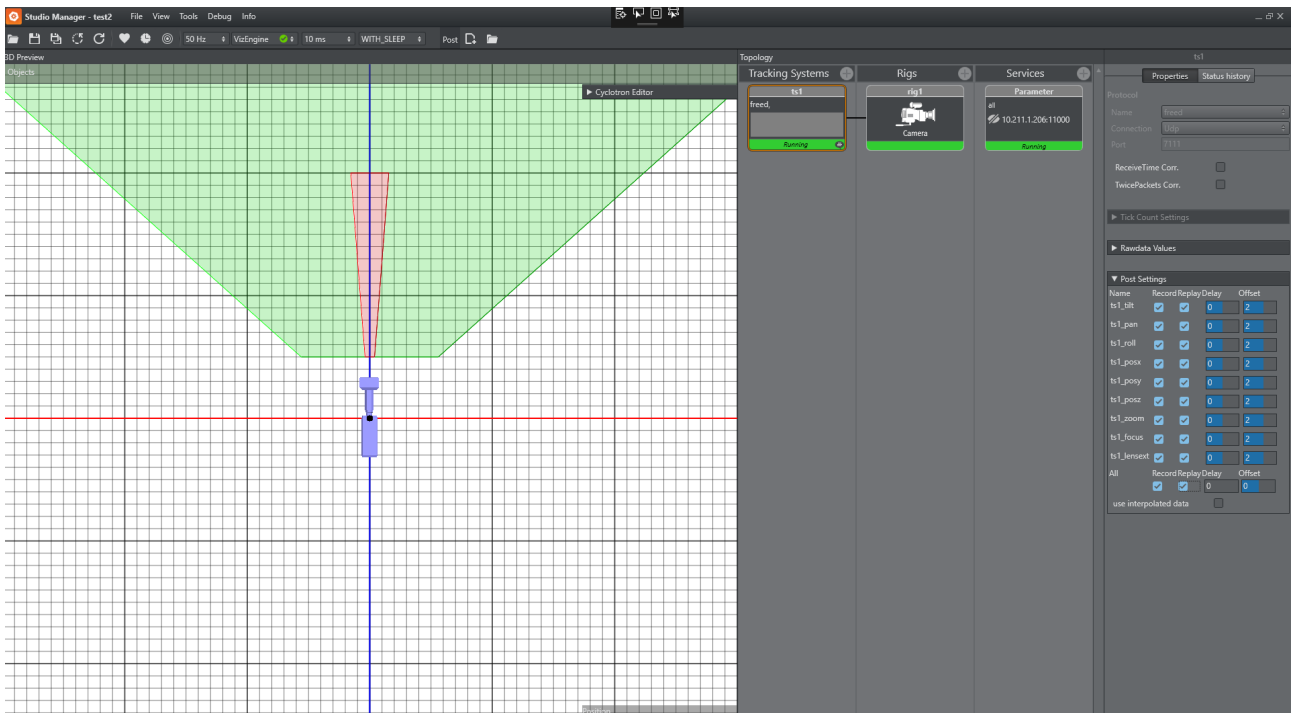 Studio Manager - test2 File View Tools Debug Info
50 Hz VizEngine 10 ms WITH_SLEEP Post
3D Preview
Objects
Cyclotron Editor
Position
Topology
Tracking Systems Rigs Services
ts1
freed,
Running
rig1
Camera
Parameter
all
10.211.1.206:11000
Running
ts1
Properties Status history
Protocol
Name freed
Connection Udp
Port 7111
ReceiveTime Corr.
TwicePackets Corr.
Tick Count Settings
Rawdata Values
Post Settings
Name Record Replay Delay Offset
ts1_tilt 0 2
ts1_pan 0 2
ts1_roll 0 2
ts1_posx 0 2
ts1_posy 0 2
ts1_posz 0 2
ts1_zoom 0 2
ts1_focus 0 2
ts1_lensext 0 2
All Record Replay Delay Offset
0 0
use interpolated data